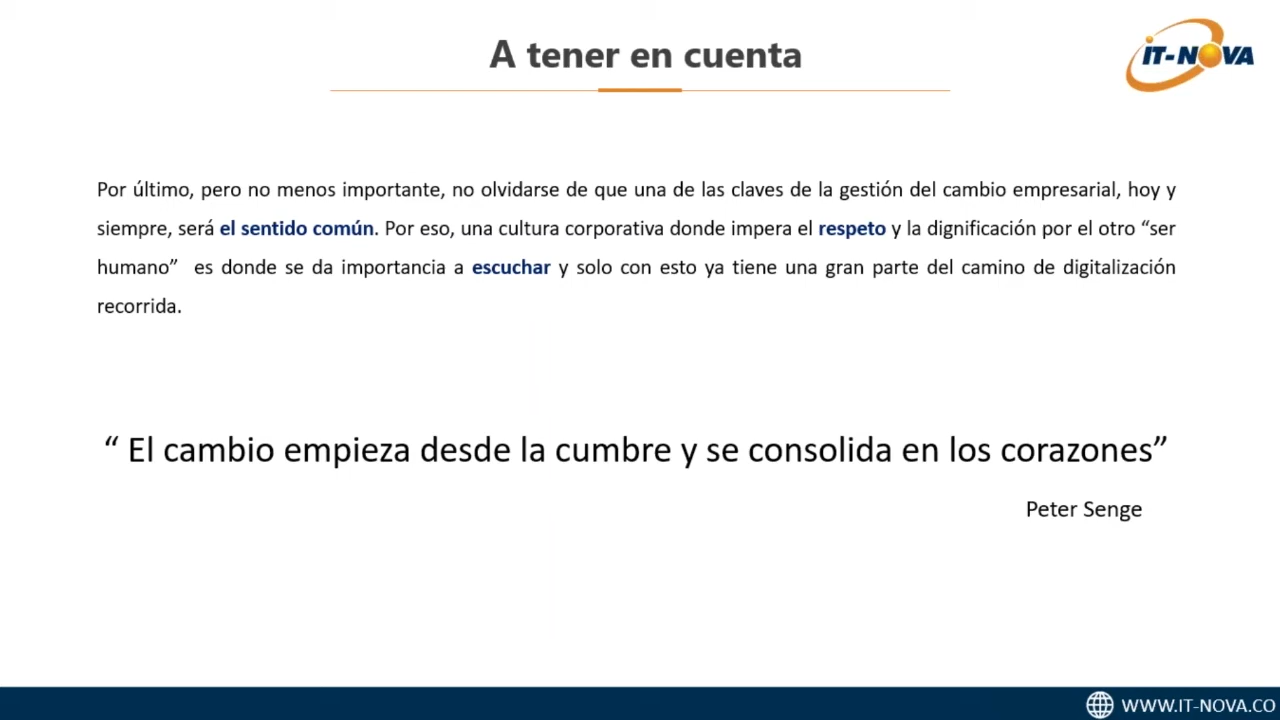 A tener en cuenta
IT-NOVA
Por último, pero no menos importante, no olvidarse de que una de las claves de la gestión del cambio empresarial, hoy y
siempre, será el sentido común. Por eso, una cultura corporativa donde impera el respeto y la dignificación por el otro “ser
humano”  es donde se da importancia a escuchar y solo con esto ya tiene una gran parte del camino de digitalización
recorrida.
“ El cambio empieza desde la cumbre y se consolida en los corazones”
Peter Senge
WWW.IT-NOVA.CO